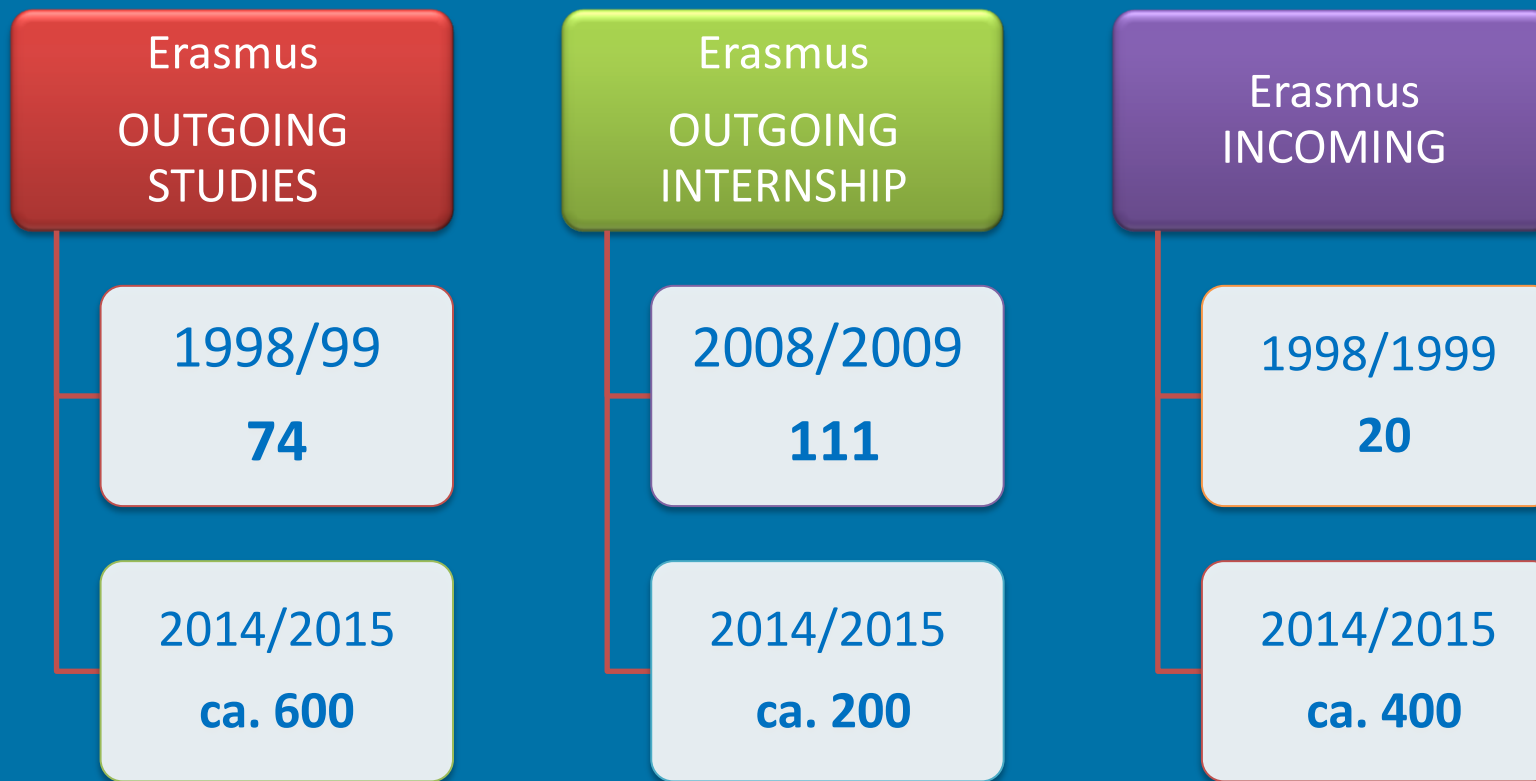 Erasmus
OUTGOING
STUDIES
1998/99
74
2014/2015
ca. 600
Erasmus
OUTGOING
INTERNSHIP
2008/2009
111
2014/2015
ca. 200
Erasmus
INCOMING
1998/1999
20
2014/2015
ca. 400